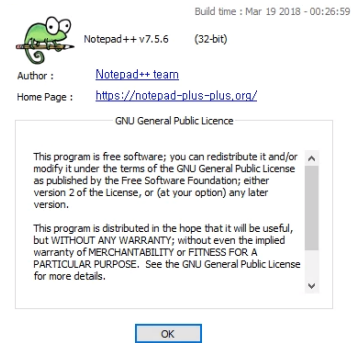 Build time : Mar 19 2018 - 00:26:59
Notepad++ v7.5.6 (32-bit)
Author : Notepad++ team
Home Page : https://notepad-plus-plus.org/
GNU General Public Licence
This program is free software; you can redistribute it and/or
modify it under the terms of the GNU General Public License
as published by the Free Software Foundation; either
version 2 of the License, or (at your option) any later
version.
This program is distributed in the hope that it will be useful,
but WITHOUT ANY WARRANTY; without even the implied
warranty of MERCHANTABILITY or FITNESS FOR A
PARTICULAR PURPOSE. See the GNU General Public License
for more details.
OK